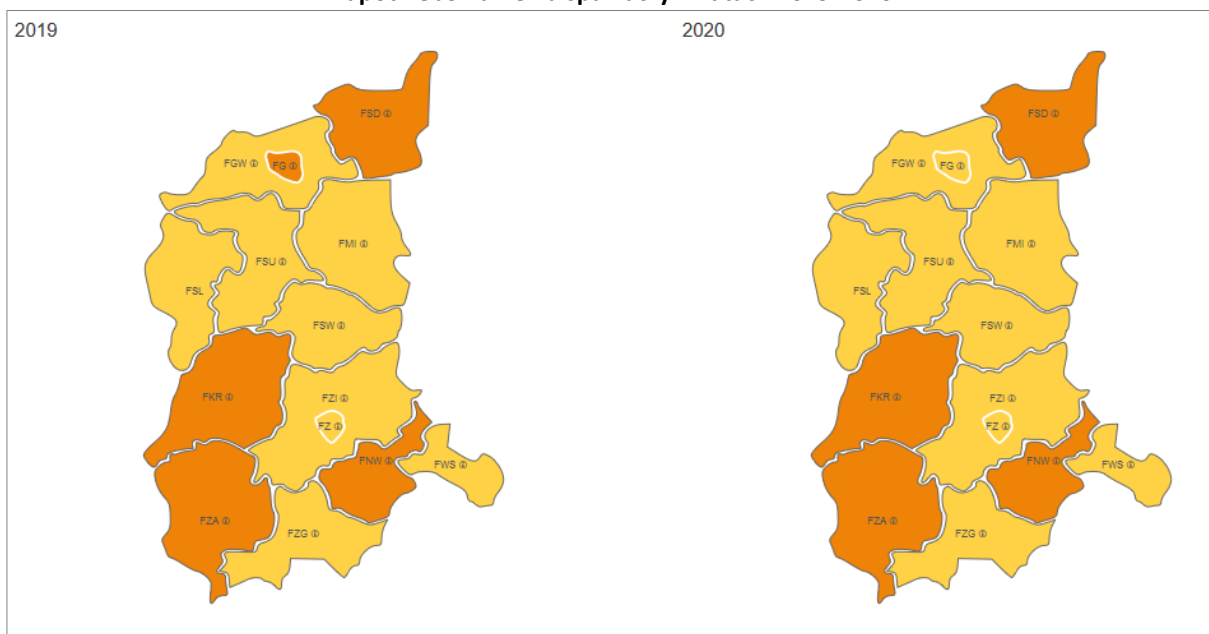 2019
2020
FSD
FGW
FG
FMI
FSU
FSL
FSW
FKR
FZI
FZ
FNW
FWS
FZA
FZG
FSD
FGW
FG
FMI
FSU
FSL
FSW
FKR
FZI
FZ
FNW
FWS
FZA
FZG